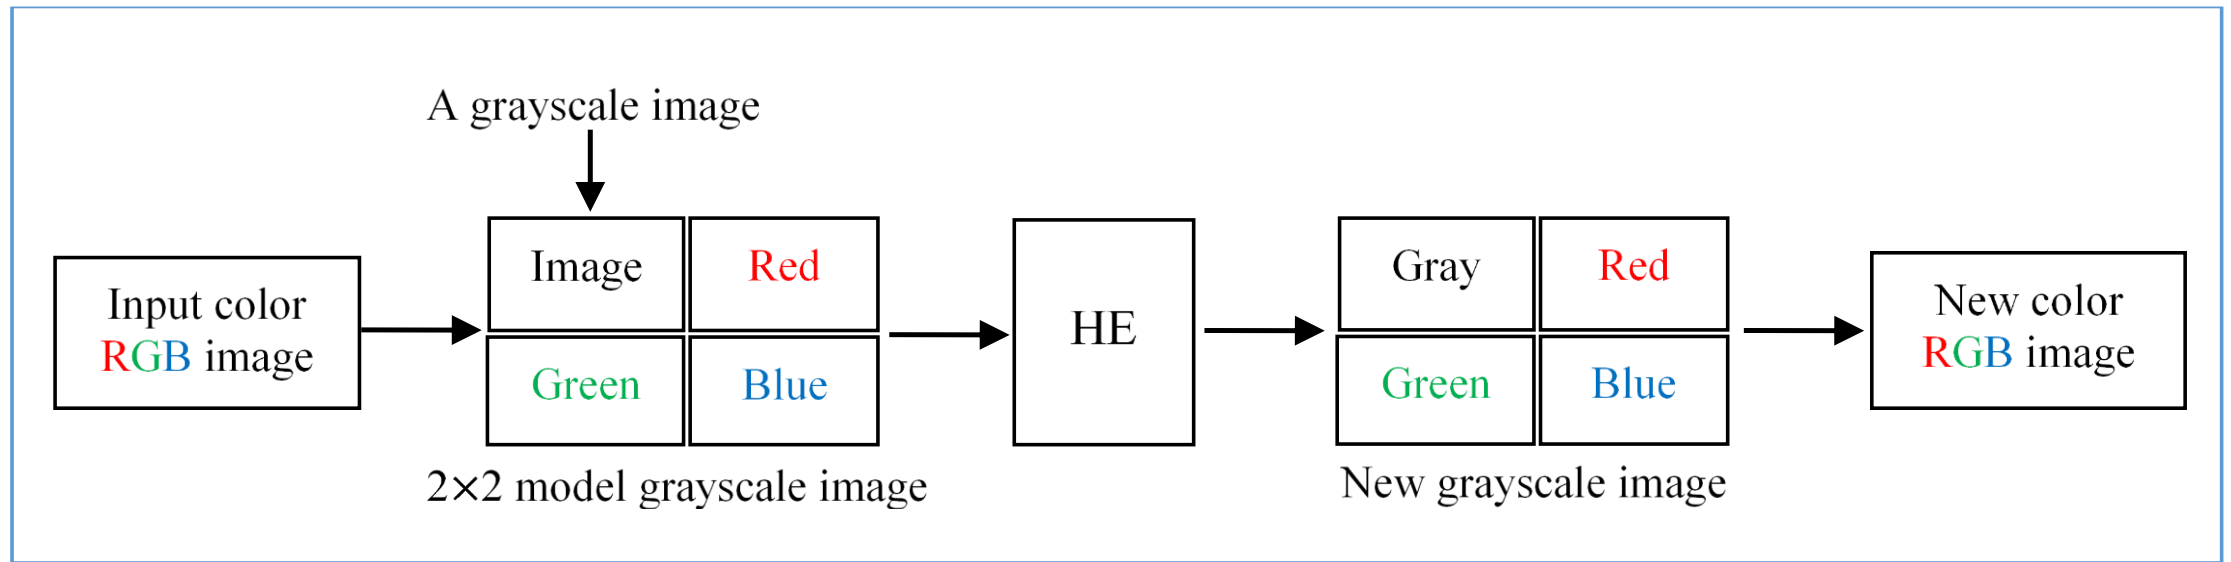 A grayscale image
Input color
RGB image
Image
Red
Green
Blue
2×2 model grayscale image
HE
Gray
Red
Green
Blue
New grayscale image
New color
RGB image